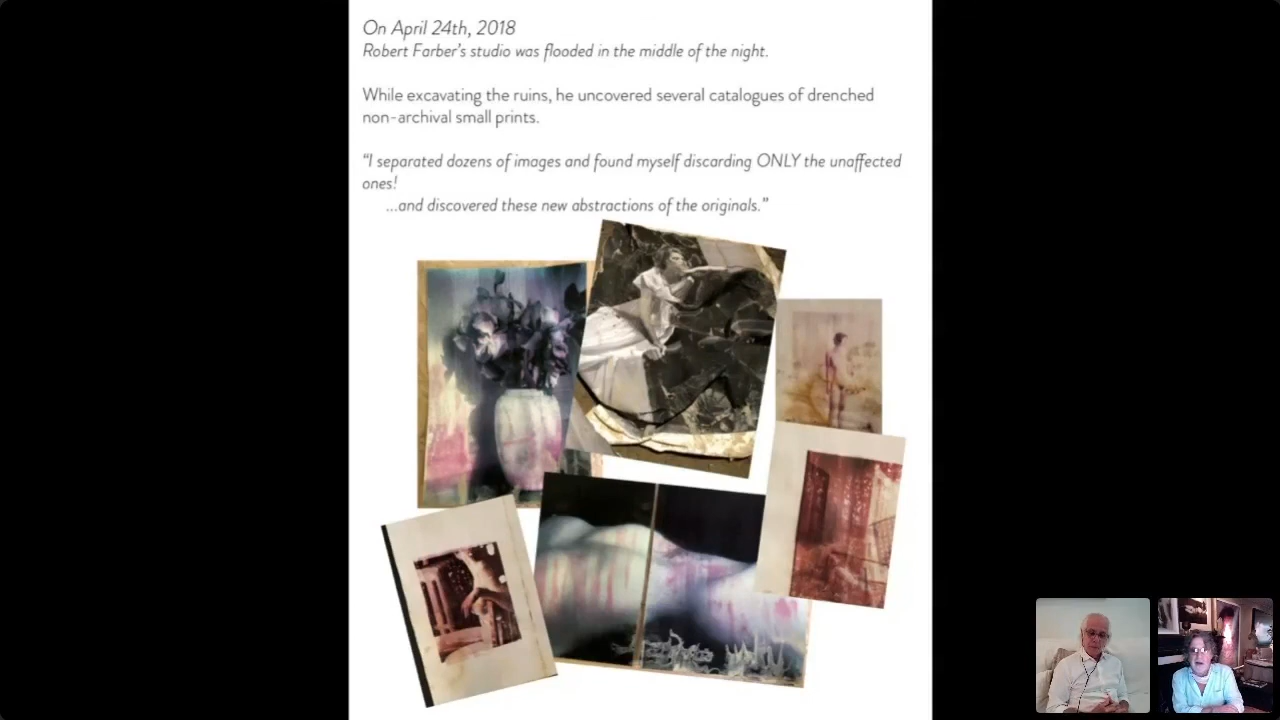 On April 24th, 2018
Robert Farber's studio was flooded in the middle of the night.
While excavating the ruins, he uncovered several catalogues of drenched
non-archival small prints.
“I separated dozens of images and found myself discarding ONLY the unaffected
ones!
...and discovered these new abstractions of the originals.”